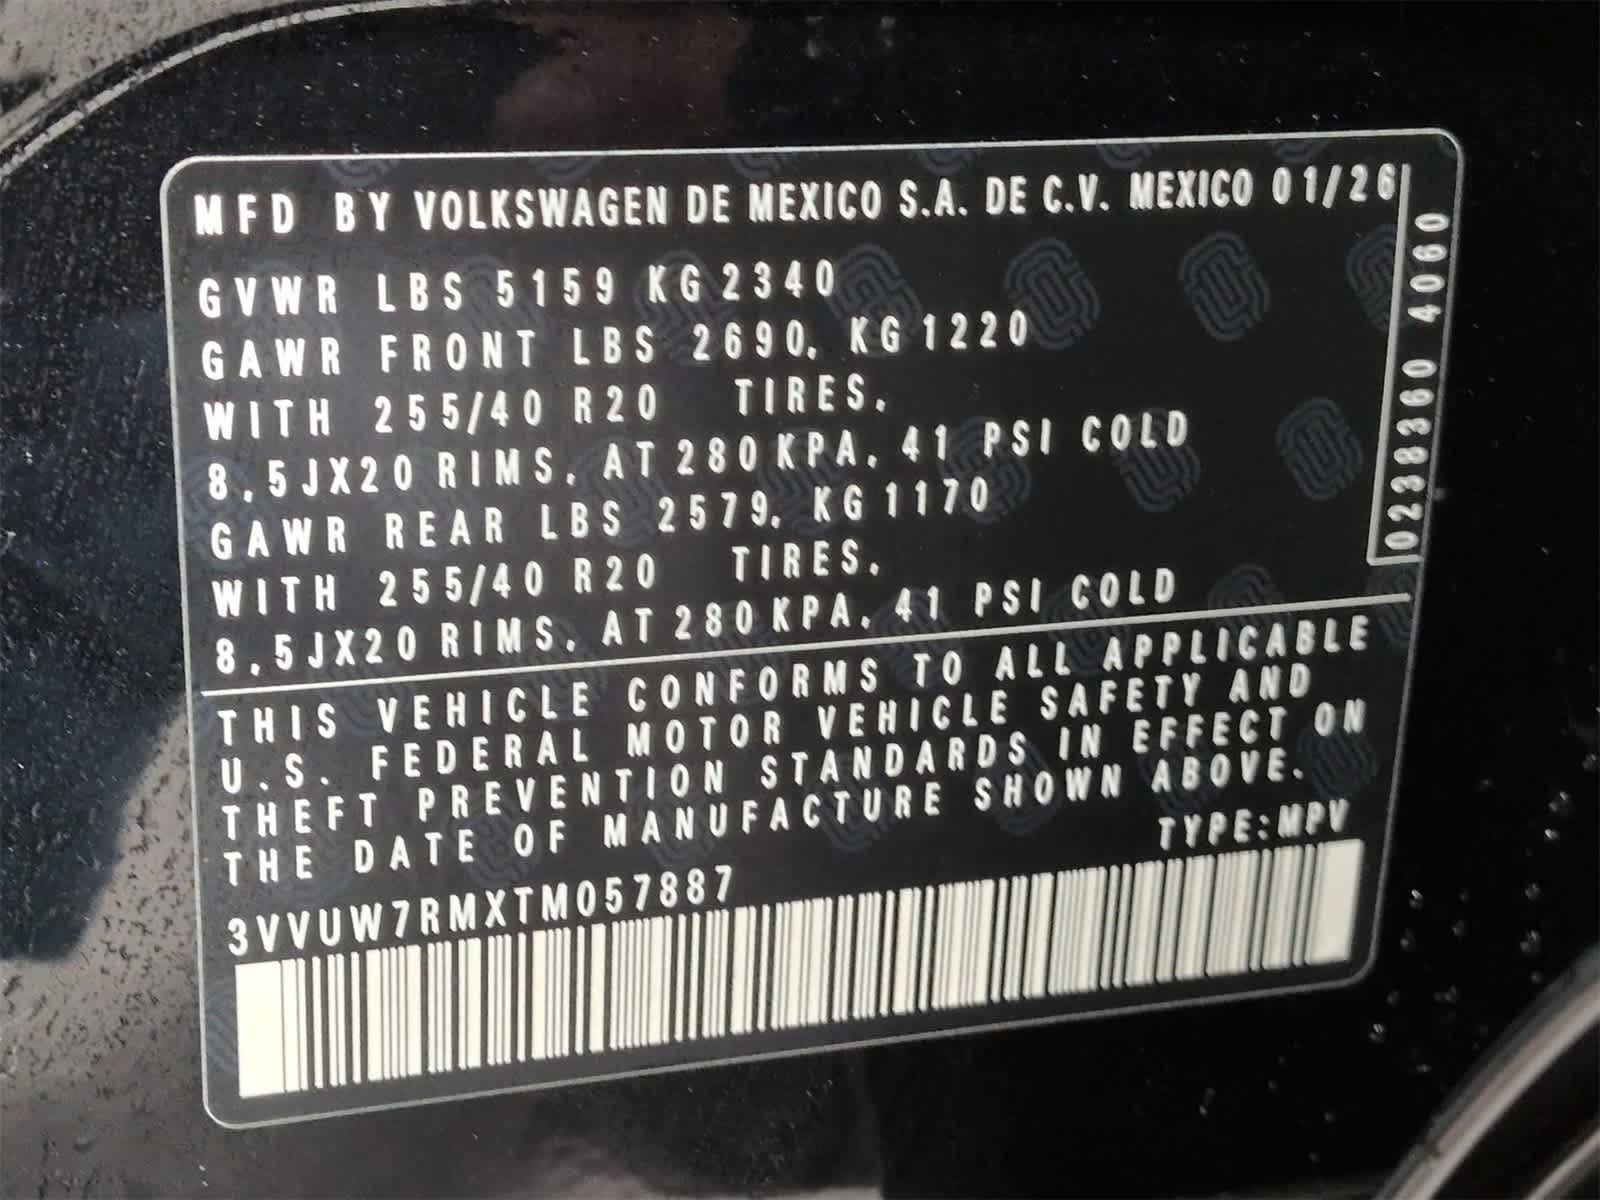 MFD BY VOLKSWAGEN DE MEXICO S.A. DE C.V. MEXICO 01/26
GVWR LBS 5159 KG 2340
GAWR FRONT LBS 2690, KG 1220
WITH 255/40 R20 TIRES,
8,5JX20 RIMS, AT 280 KPA, 41 PSI COLD
GAWR REAR LBS 2579, KG 1170
WITH 255/40 R20 TIRES,
8,5JX20 RIMS, AT 280 KPA, 41 PSI COLD
0238360 4060
THIS VEHICLE CONFORMS TO ALL APPLICABLE
U.S. FEDERAL MOTOR VEHICLE SAFETY AND
THEFT PREVENTION STANDARDS IN EFFECT ON
THE DATE OF MANUFACTURE SHOWN ABOVE.
TYPE:MPV
3VVUW7RMXTM057887